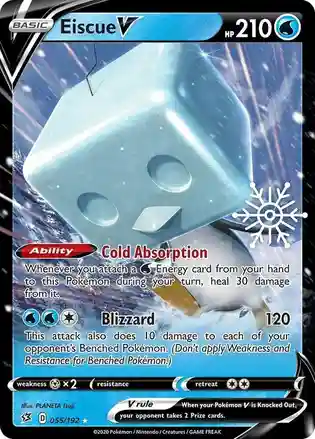 BASIC
Eiscue V
HP 210
Ability Cold Absorption
Whenever you attach a Energy card from your hand
to this Pokémon during your turn, heal 30 damage
from it.
Blizzard 120
This attack also does 10 damage to each of your
opponent's Benched Pokémon. (Don't apply Weakness and
Resistance for Benched Pokémon.)
weakness ×2 resistance retreat
Illus. PLANETA Tsuji
V rule When your Pokémon V is Knocked Out,
your opponent takes 2 Prize cards.
D 055/192
©2020 Pokémon / Nintendo / Creatures / GAME FREAK